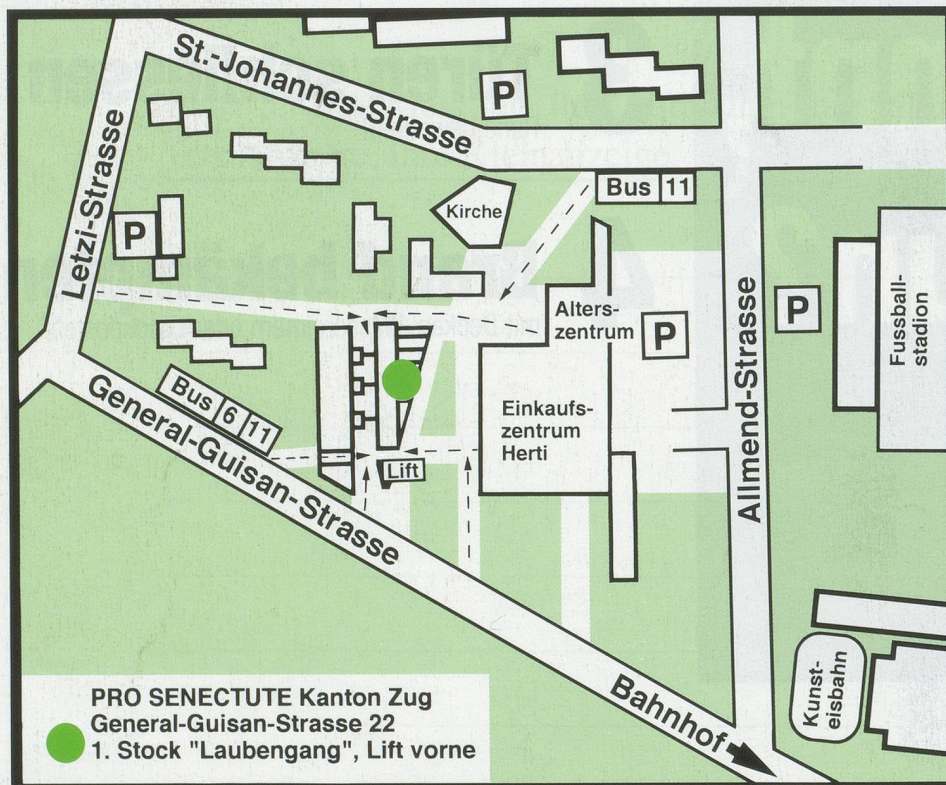 St.-Johannes-Strasse
P
Letzi-Strasse
Bus 11
Kirche
P
Alters-
zentrum
P
P
Fussball-
stadion
Allmend-Strasse
Bus 6 11
General-Guisan-Strasse
Einkaufs-
zentrum
Herti
Lift
Kunst-
eisbahn
Bahnhof
PRO SENECTUTE Kanton Zug
General-Guisan-Strasse 22
1. Stock "Laubengang", Lift vorne